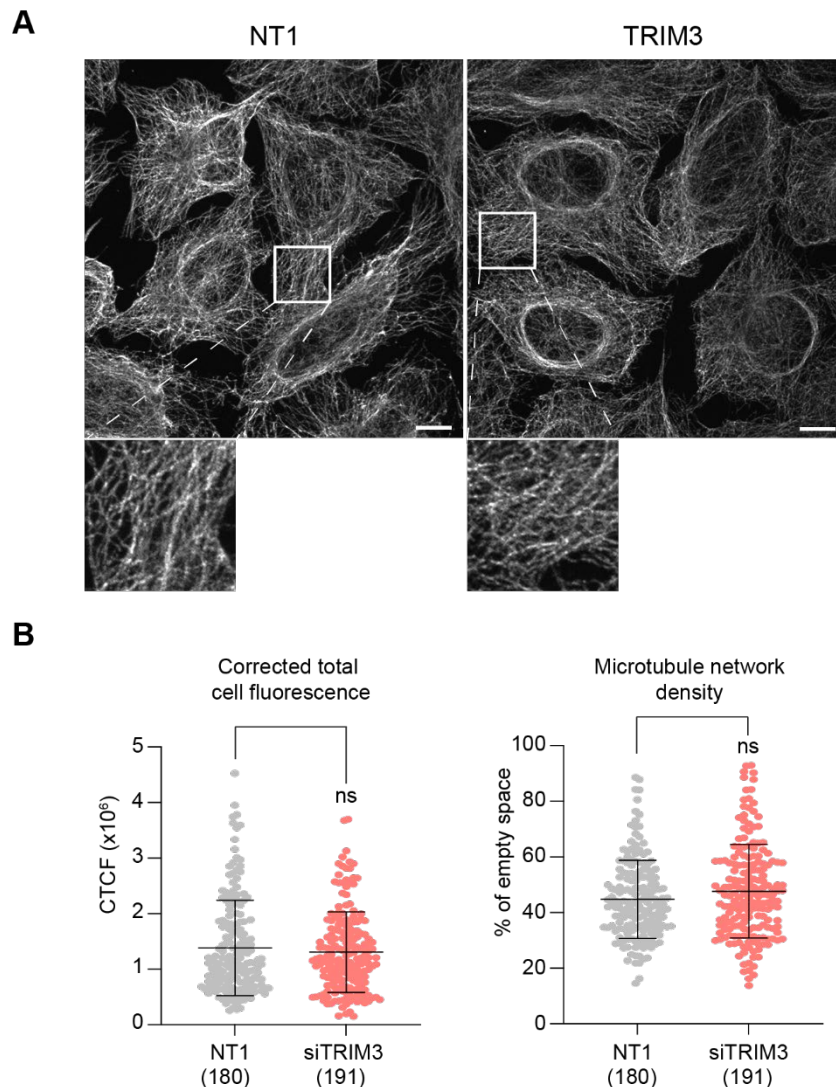 A
NT1
TRIM3
B
Corrected total
cell fluorescence
ns
CTCF (x10⁶)
5
4
3
2
1
0
NT1
(180)
siTRIM3
(191)
Microtubule network
density
ns
% of empty space
100
80
60
40
20
0
NT1
(180)
siTRIM3
(191)